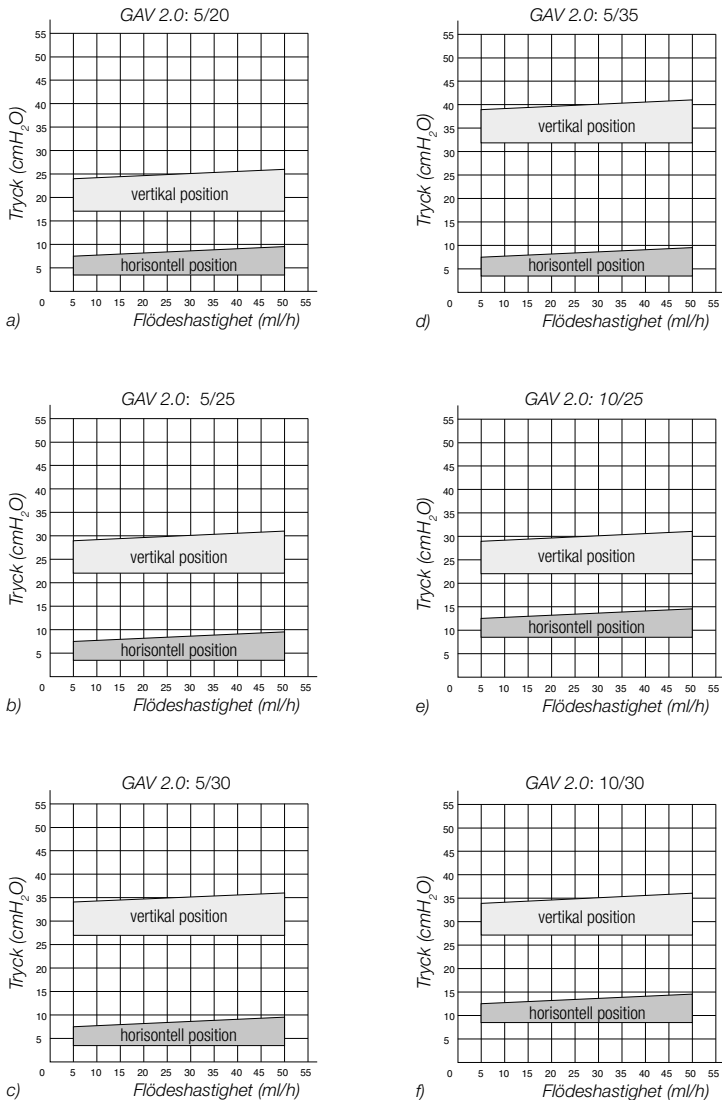 GAV 2.0: 5/20
55
50
45
40
35
30
25
20
15
10
5
0
Tryck (cmH₂O)
vertikal position
horisontell position
5 10 15 20 25 30 35 40 45 50 55
a) Flödeshastighet (ml/h)
GAV 2.0: 5/35
55
50
45
40
35
30
25
20
15
10
5
0
Tryck (cmH₂O)
vertikal position
horisontell position
5 10 15 20 25 30 35 40 45 50 55
d) Flödeshastighet (ml/h)
GAV 2.0: 5/25
55
50
45
40
35
30
25
20
15
10
5
0
Tryck (cmH₂O)
vertikal position
horisontell position
5 10 15 20 25 30 35 40 45 50 55
b) Flödeshastighet (ml/h)
GAV 2.0: 10/25
55
50
45
40
35
30
25
20
15
10
5
0
Tryck (cmH₂O)
vertikal position
horisontell position
5 10 15 20 25 30 35 40 45 50 55
e) Flödeshastighet (ml/h)
GAV 2.0: 5/30
55
50
45
40
35
30
25
20
15
10
5
0
Tryck (cmH₂O)
vertikal position
horisontell position
5 10 15 20 25 30 35 40 45 50 55
c) Flödeshastighet (ml/h)
GAV 2.0: 10/30
55
50
45
40
35
30
25
20
15
10
5
0
Tryck (cmH₂O)
vertikal position
horisontell position
5 10 15 20 25 30 35 40 45 50 55
f) Flödeshastighet (ml/h)